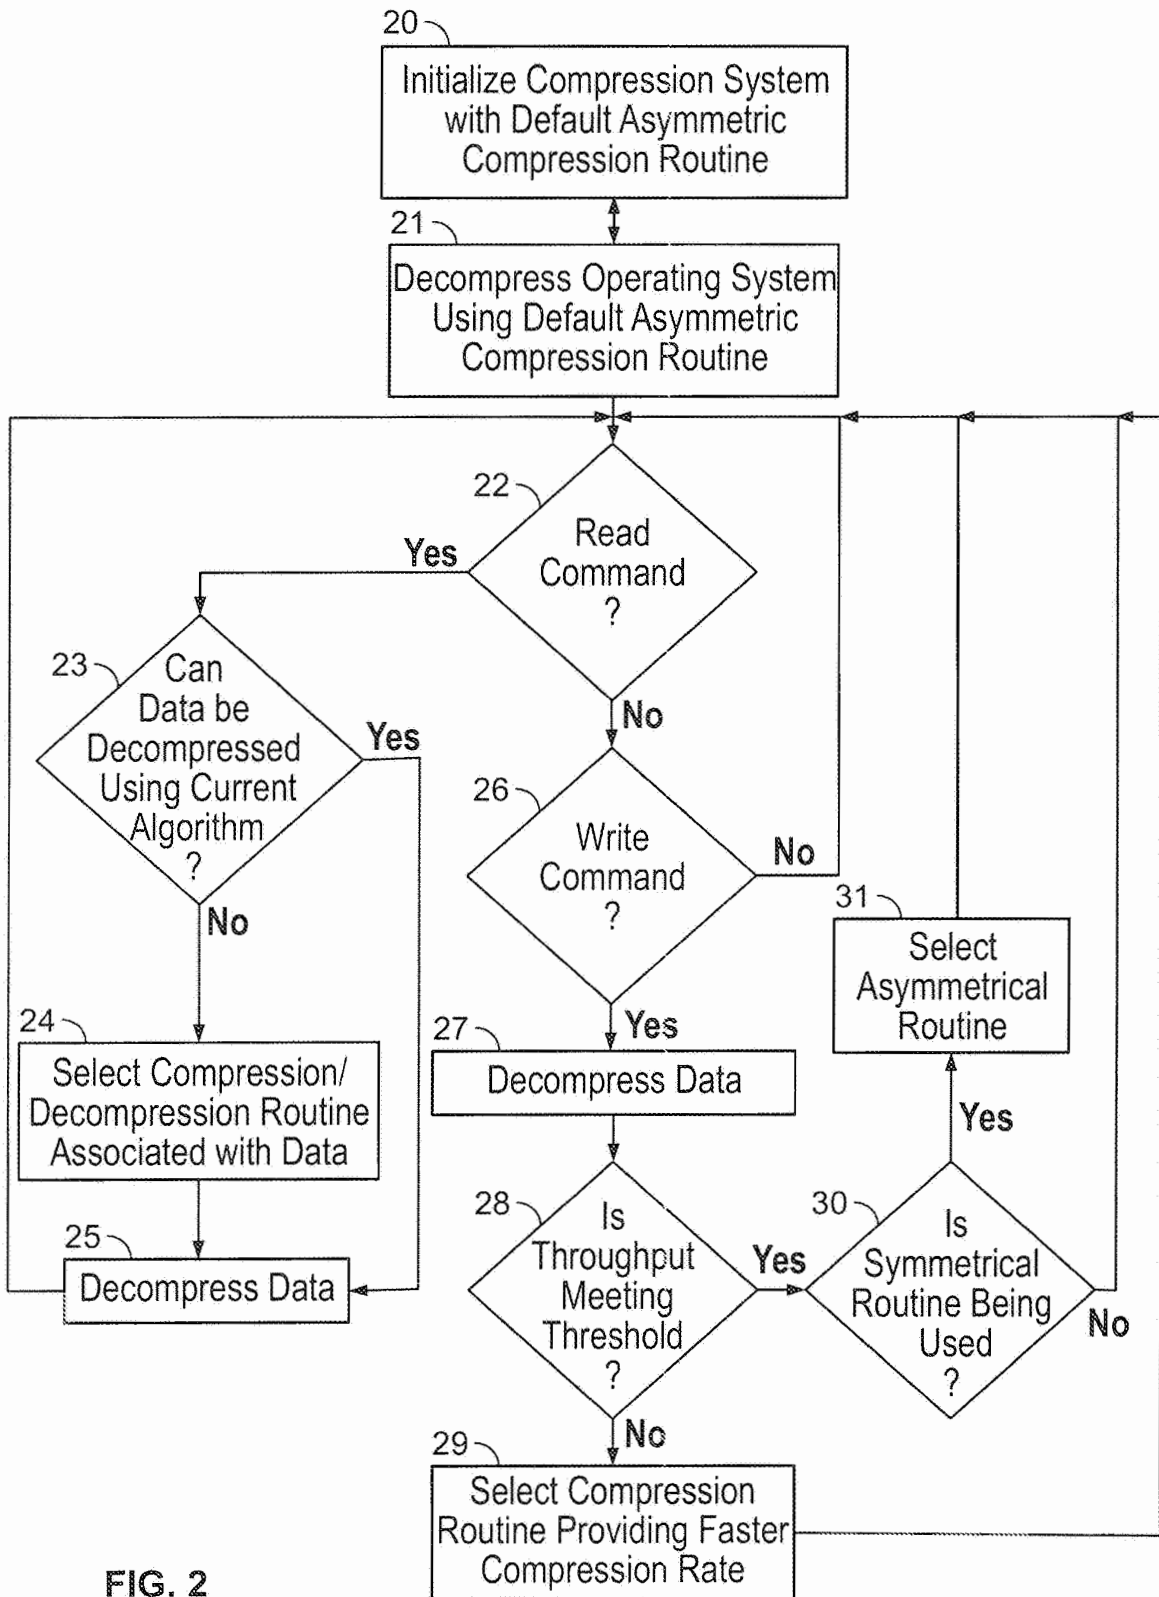 20
Initialize Compression System
with Default Asymmetric
Compression Routine
21
Decompress Operating System
Using Default Asymmetric
Compression Routine
22
Read
Command
?
Yes
No
23
Can
Data be
Decompressed
Using Current
Algorithm
?
Yes
No
24
Select Compression/
Decompression Routine
Associated with Data
25
Decompress Data
26
Write
Command
?
No
Yes
27
Decompress Data
28
Is
Throughput
Meeting
Threshold
?
Yes
No
29
Select Compression
Routine Providing Faster
Compression Rate
30
Is
Symmetrical
Routine Being
Used
?
Yes
No
31
Select
Asymmetrical
Routine
FIG. 2